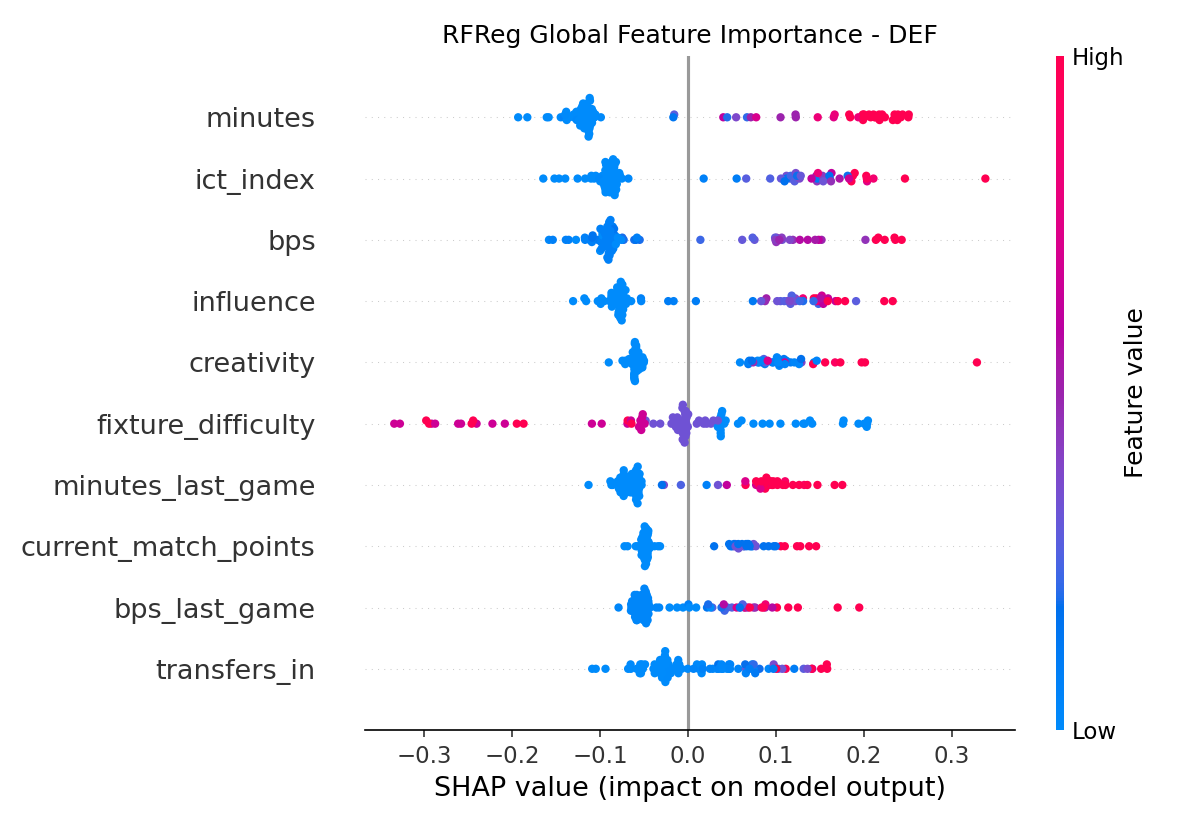 RFReg Global Feature Importance - DEF
High
minutes
ict_index
bps
influence
creativity
fixture_difficulty
minutes_last_game
current_match_points
bps_last_game
transfers_in
Feature value
Low
−0.3 −0.2 −0.1 0.0 0.1 0.2 0.3
SHAP value (impact on model output)